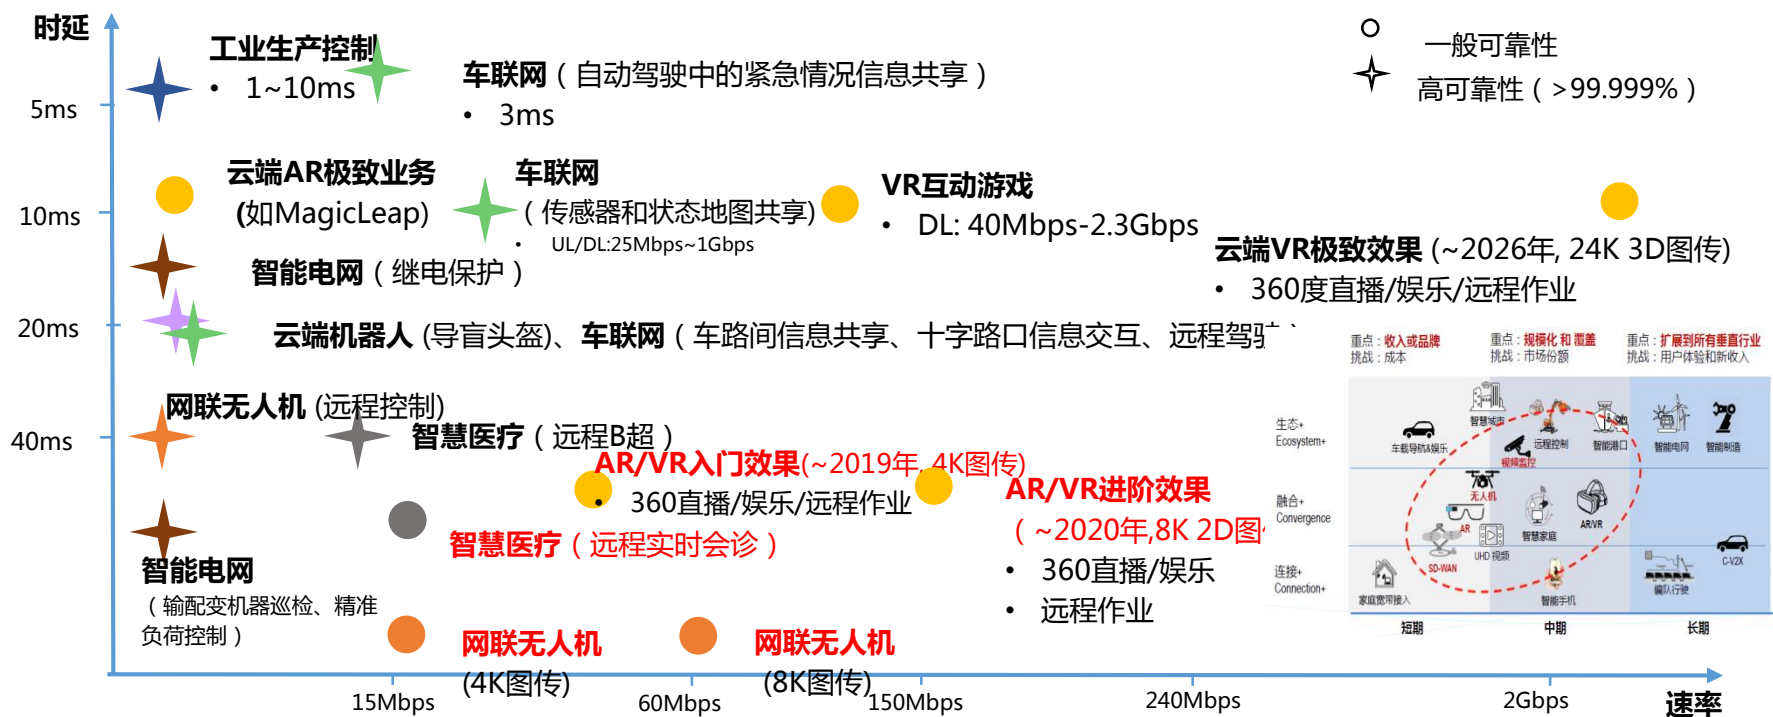 时延
工业生产控制
• 1~10ms
车联网（自动驾驶中的紧急情况信息共享）
• 3ms
一般可靠性
高可靠性（>99.999%）
5ms
云端AR极致业务
(如MagicLeap)
车联网
（传感器和状态地图共享）
• UL/DL:25Mbps~1Gbps
VR互动游戏
• DL: 40Mbps-2.3Gbps
10ms
云端VR极致效果 (~2026年, 24K 3D图传)
• 360度直播/娱乐/远程作业
智能电网（继电保护）
20ms
云端机器人 (导盲头盔)、车联网（车路间信息共享、十字路口信息交互、远程驾驶
网联无人机 (远程控制)
40ms
智慧医疗（远程B超）
AR/VR入门效果(~2019年, 4K图传)
• 360直播/娱乐/远程作业
AR/VR进阶效果
（~2020年,8K 2D图
• 360直播/娱乐
• 远程作业
智慧医疗（远程实时会诊）
智能电网
（输配变机器巡检、精准
负荷控制）
网联无人机
(4K图传)
网联无人机
(8K图传)
15Mbps
60Mbps
150Mbps
240Mbps
2Gbps
速率
重点：收入或品牌
挑战：成本
重点：规模化 和 覆盖
挑战：市场份额
重点：扩展到所有垂直行业
挑战：用户体验和新收入
生态+
Ecosystem+
车载导航&娱乐
智慧城市
视频监控
远程控制
智能港口
智能电网
智能制造
融合+
Convergence
无人机
AR
UHD 视频
智慧家庭
AR/VR
连接+
Connection+
SD-WAN
家庭宽带接入
智能手机
编队行驶
C-V2X
短期
中期
长期